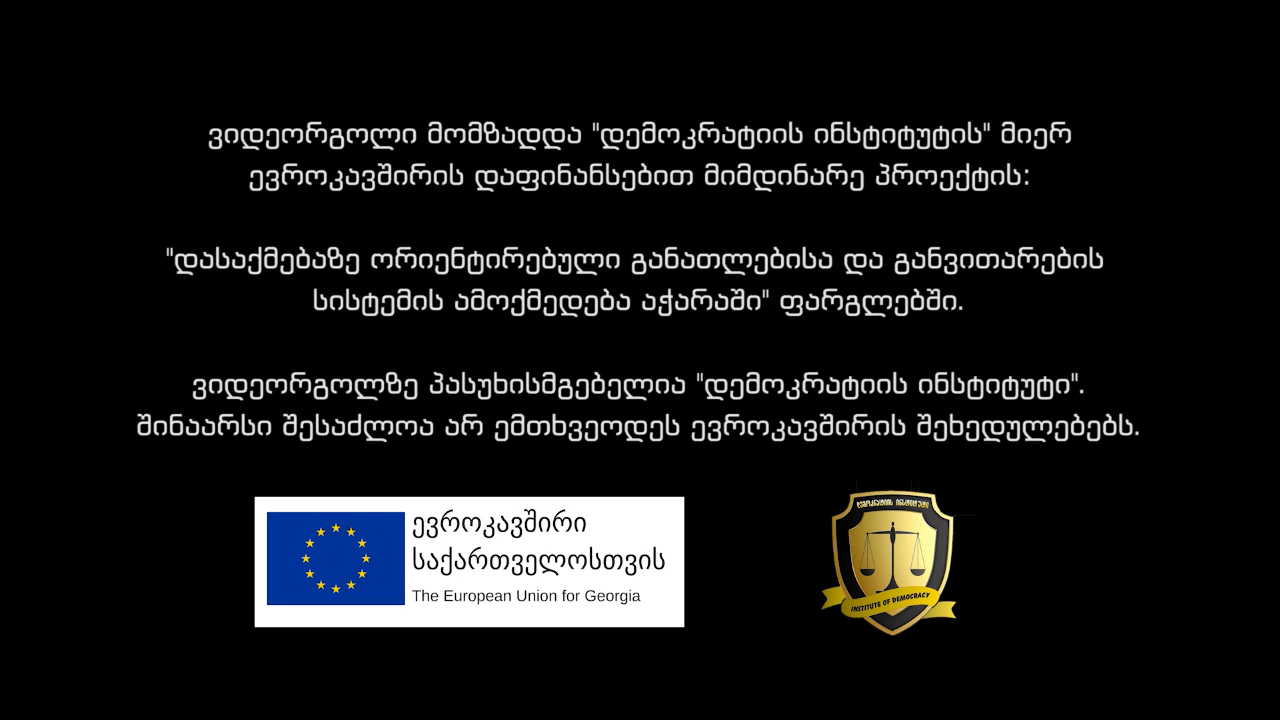 ვიდეორგოლი მომზადდა "დემოკრატიის ინსტიტუტის" მიერ
ევროკავშირის დაფინანსებით მიმდინარე პროექტის:
"დასაქმებაზე ორიენტირებული განათლებისა და განვითარების
სისტემის ამოქმედება აჭარაში" ფარგლებში.
ვიდეორგოლზე პასუხისმგებელია "დემოკრატიის ინსტიტუტი".
შინაარსი შესაძლოა არ ემთხვეოდეს ევროკავშირის შეხედულებებს.
ევროკავშირი
საქართველოსთვის
The European Union for Georgia
დემოკრატიის ინსტიტუტი
INSTITUTE OF DEMOCRACY